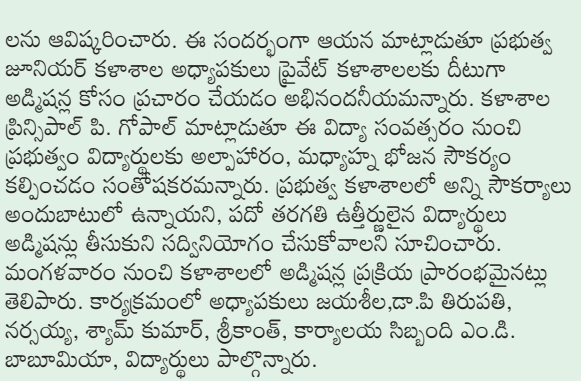 లను ఆవిష్కరించారు. ఈ సందర్భంగా ఆయన మాట్లాడుతూ ప్రభుత్వ
జూనియర్ కళాశాల అధ్యాపకులు ప్రైవేట్ కళాశాలలకు దీటుగా
అడ్మిషన్ల కోసం ప్రచారం చేయడం అభినందనీయమన్నారు. కళాశాల
ప్రిన్సిపాల్ పి. గోపాల్ మాట్లాడుతూ ఈ విద్యా సంవత్సరం నుంచి
ప్రభుత్వం విద్యార్థులకు అల్పాహారం, మధ్యాహ్న భోజన సౌకర్యం
కల్పించడం సంతోషకరమన్నారు. ప్రభుత్వ కళాశాలలో అన్ని సౌకర్యాలు
అందుబాటులో ఉన్నాయని, పదో తరగతి ఉత్తీర్ణులైన విద్యార్థులు
అడ్మిషన్లు తీసుకుని సద్వినియోగం చేసుకోవాలని సూచించారు.
మంగళవారం నుంచి కళాశాలలో అడ్మిషన్ల ప్రక్రియ ప్రారంభమైనట్లు
తెలిపారు. కార్యక్రమంలో అధ్యాపకులు జయశీల,డా.పి తిరుపతి,
నర్సయ్య, శ్యామ్ కుమార్, శ్రీకాంత్, కార్యాలయ సిబ్బంది ఎం.డి.
బాబూమియా, విద్యార్థులు పాల్గొన్నారు.